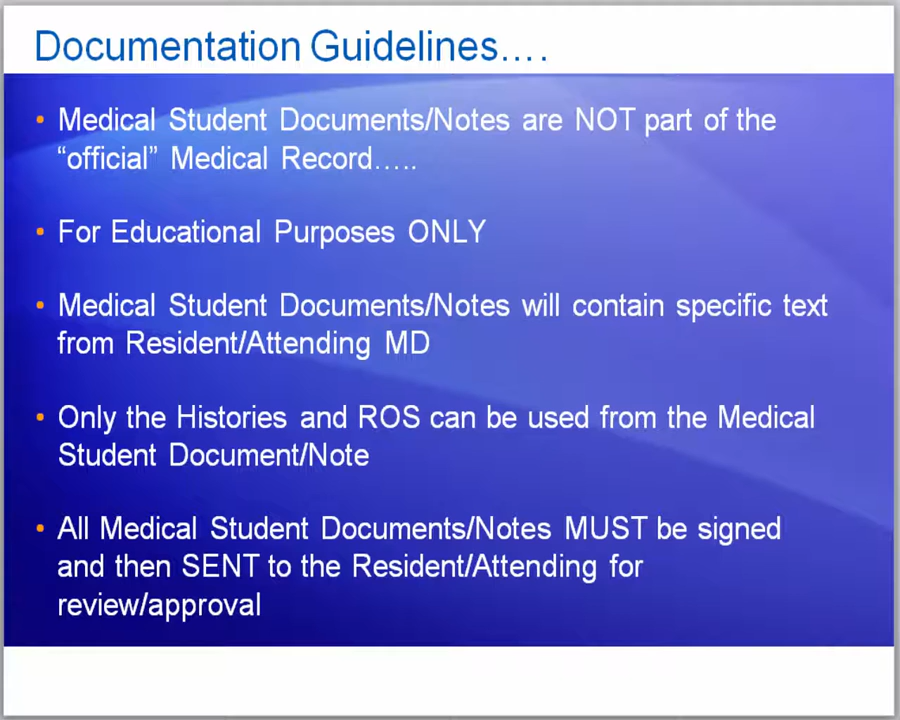 Documentation Guidelines….
• Medical Student Documents/Notes are NOT part of the
“official” Medical Record…..
• For Educational Purposes ONLY
• Medical Student Documents/Notes will contain specific text
from Resident/Attending MD
• Only the Histories and ROS can be used from the Medical
Student Document/Note
• All Medical Student Documents/Notes MUST be signed
and then SENT to the Resident/Attending for
review/approval